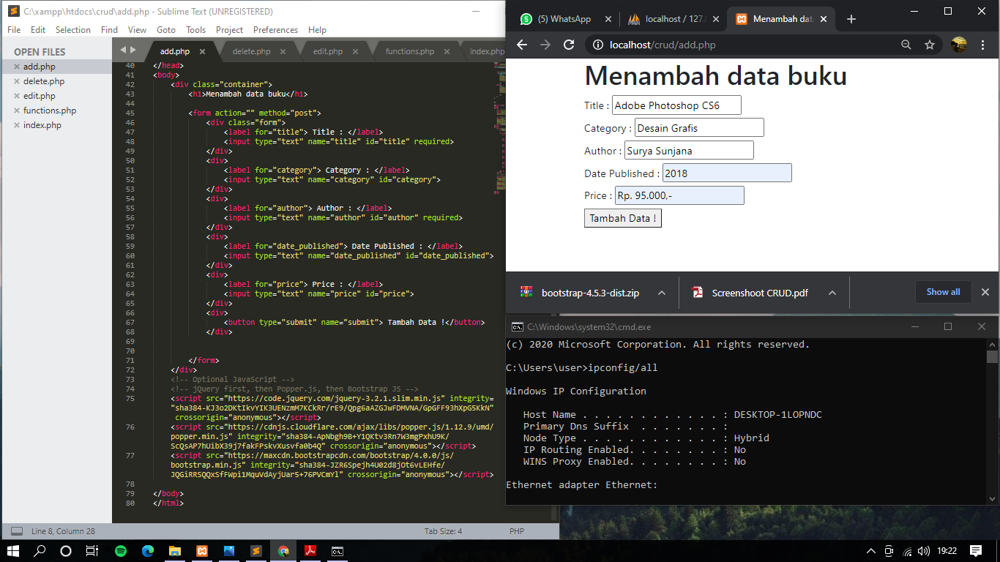 C:\xampp\htdocs\crud\add.php - Sublime Text (UNREGISTERED)
File Edit Selection Find View Goto Tools Project Preferences Help
OPEN FILES
add.php
delete.php
edit.php
functions.php
index.php
add.php delete.php edit.php functions.php index.php
40 </head>
41 <body>
42 <div class="container">
43 <h1>Menambah data buku</h1>
44
45 <form action="" method="post">
46 <div class="form">
47 <label for="title"> Title : </label>
48 <input type="text" name="title" id="title" required>
49 </div>
50 <div>
51 <label for="category"> Category : </label>
52 <input type="text" name="category" id="category">
53 </div>
54 <div>
55 <label for="author"> Author : </label>
56 <input type="text" name="author" id="author" required>
57 </div>
58 <div>
59 <label for="date_published"> Date Published : </label>
60 <input type="text" name="date_published" id="date_published">
61 </div>
62 <div>
63 <label for="price"> Price : </label>
64 <input type="text" name="price" id="price">
65 </div>
66 <div>
67 <button type="submit" name="submit"> Tambah Data !</button>
68 </div>
69
70
71 </form>
72 </div>
73 <!-- Optional JavaScript -->
74 <!-- jQuery first, then Popper.js, then Bootstrap JS -->
75 <script src="https://code.jquery.com/jquery-3.2.1.slim.min.js" integrity=
"sha384-KJ3o2DKtIkvYIK3UENzmM7KCkRr/rE9/Qpg6aAZGJwFDMVNA/GpGFF93hXpG5KkN"
crossorigin="anonymous"></script>
76 <script src="https://cdnjs.cloudflare.com/ajax/libs/popper.js/1.12.9/umd/
popper.min.js" integrity="sha384-ApNbgh9B+Y1QKtv3Rn7W3mgPxhU9K/
ScQsAP7hUibX39j7fakFPskvXusvfa0b4Q" crossorigin="anonymous"></script>
77 <script src="https://maxcdn.bootstrapcdn.com/bootstrap/4.0.0/js/
bootstrap.min.js" integrity="sha384-JZR6Spejh4U02d8jOt6vLEHfe/
JQGiRRSQQxSfFWpi1MquVdAyjUar5+76PVCmYl" crossorigin="anonymous"></script>
78
79 </body>
80 </html>
Line 8, Column 28 Tab Size: 4 PHP
5 (5) WhatsApp localhost / 127. Menambah dat
localhost/crud/add.php
Menambah data buku
Title : Adobe Photoshop CS6
Category : Desain Grafis
Author : Surya Sunjana
Date Published : 2018
Price : Rp. 95.000,-
Tambah Data !
bootstrap-4.5.3-dist.zip Screenshoot CRUD.pdf Show all
C:\Windows\system32\cmd.exe
(c) 2020 Microsoft Corporation. All rights reserved.
C:\Users\user>ipconfig/all
Windows IP Configuration
Host Name . . . . . . . . . . . . : DESKTOP-1LOPNDC
Primary Dns Suffix . . . . . . . :
Node Type . . . . . . . . . . . . : Hybrid
IP Routing Enabled. . . . . . . . : No
WINS Proxy Enabled. . . . . . . . : No
Ethernet adapter Ethernet:
19:22